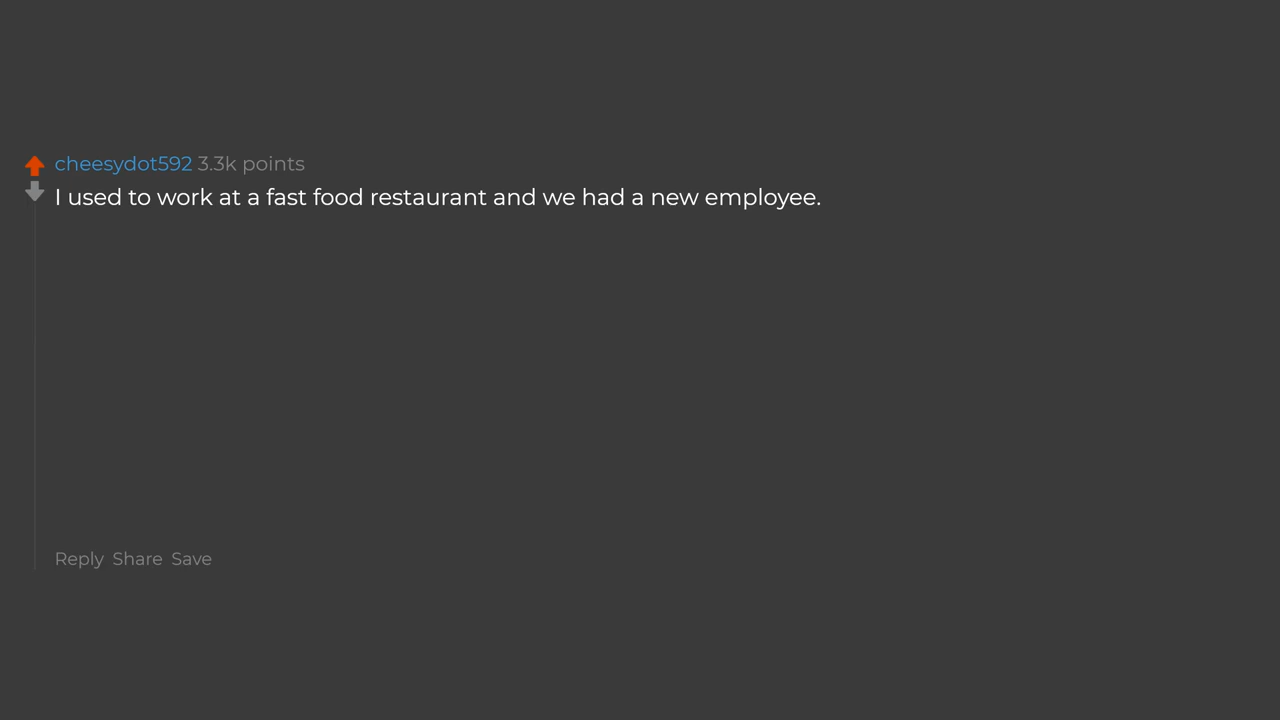 cheesydot592 3.3k points
I used to work at a fast food restaurant and we had a new employee.
Reply Share Save